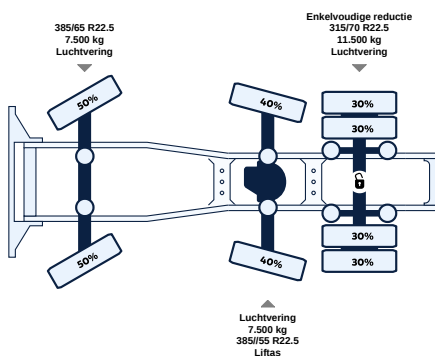 385/65 R22.5
7.500 kg
Luchtvering
Enkelvoudige reductie
315/70 R22.5
11.500 kg
Luchtvering
50%
40%
30%
30%
50%
40%
30%
30%
Luchtvering
7.500 kg
385//55 R22.5
Liftas